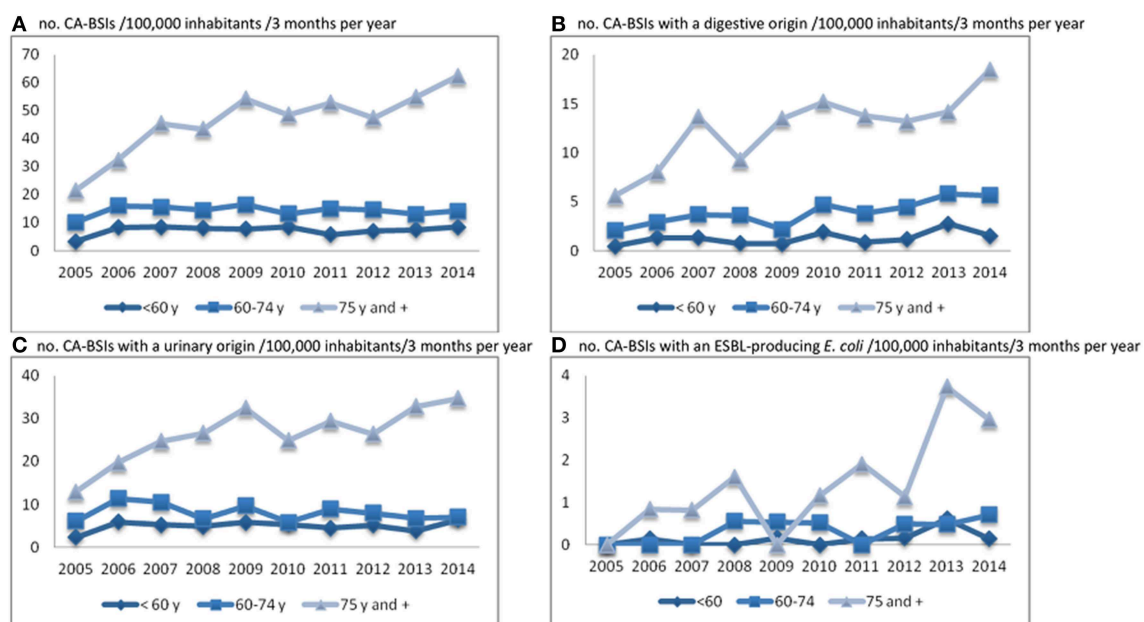 A no. CA-BSIs /100,000 inhabitants /3 months per year
70
60
50
40
30
20
10
0
2005 2006 2007 2008 2009 2010 2011 2012 2013 2014
<60 y 60-74 y 75 y and +
B no. CA-BSIs with a digestive origin /100,000 inhabitants/3 months per year
20
15
10
5
0
2005 2006 2007 2008 2009 2010 2011 2012 2013 2014
< 60 y 60-74 y 75 y and +
C no. CA-BSIs with a urinary origin /100,000 inhabitants/3 months per year
40
30
20
10
0
2005 2006 2007 2008 2009 2010 2011 2012 2013 2014
< 60 y 60-74 y 75 y and +
D no. CA-BSIs with an ESBL-producing E. coli /100,000 inhabitants/3 months per year
4
3
2
1
0
2005 2006 2007 2008 2009 2010 2011 2012 2013 2014
<60 60-74 75 and +